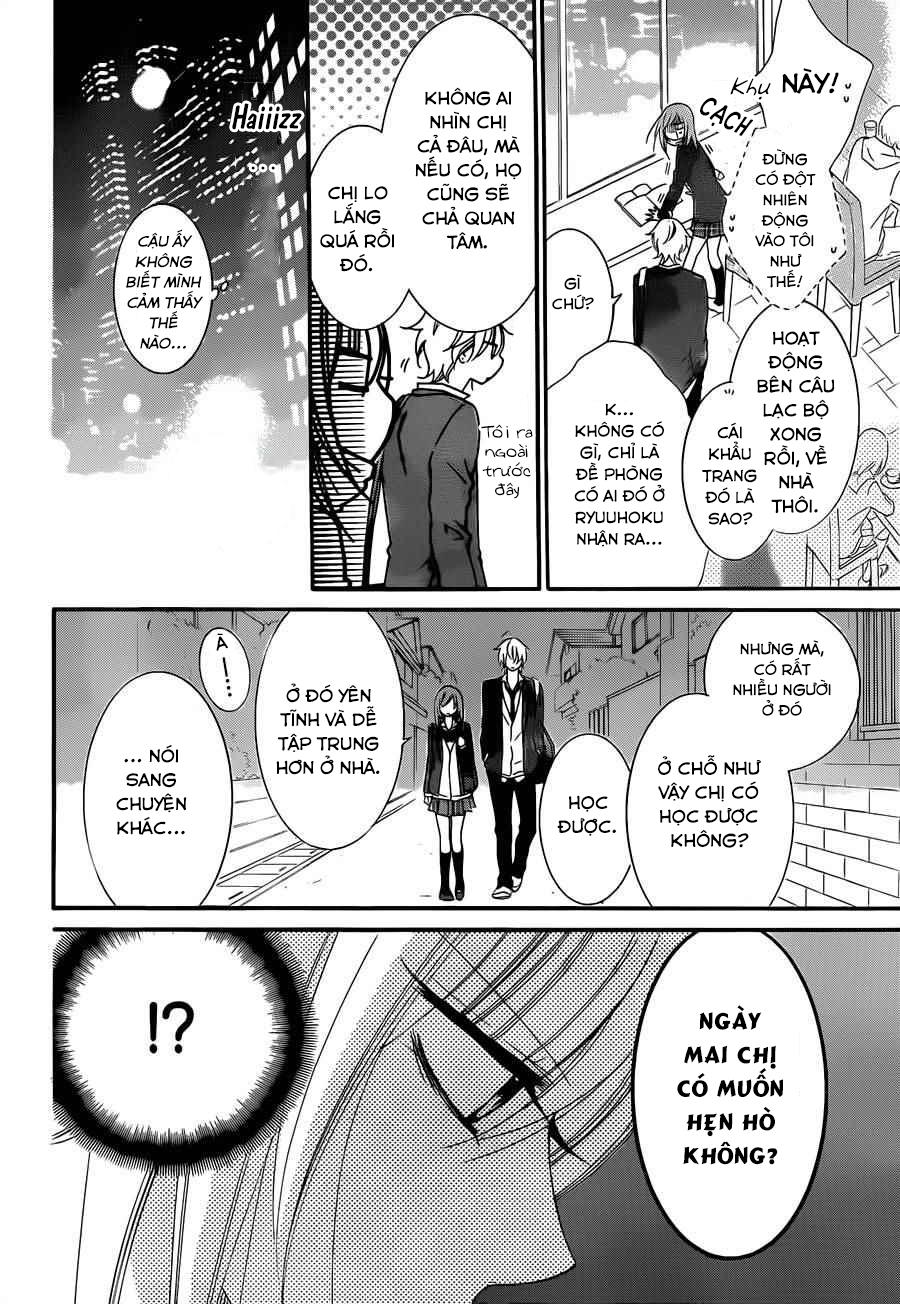 Khụ NÀY!
CẠCH
ĐỪNG
CÓ ĐỘT
NHIÊN
ĐỘNG
VÀO TÔI
NHƯ
THẾ!
GÌ
CHỨ?
HOẠT
ĐỘNG
BÊN CÂU
LẠC BỘ
XONG
RỒI, VỀ
NHÀ
THÔI.
CÁI
KHẨU
TRANG
ĐÓ LÀ
SAO?
K...
KHÔNG CÓ
GÌ, CHỈ LÀ
ĐỀ PHÒNG
CÓ AI ĐÓ Ở
RYUUHOKU
NHẬN RA...
KHÔNG AI
NHÌN CHỊ
CẢ ĐÂU, MÀ
NẾU CÓ, HỌ
CŨNG SẼ
CHẢ QUAN
TÂM.
CHỊ LO
LẮNG
QUÁ RỒI
ĐÓ.
Tôi ra
ngoài
trước
đây
Haiiizz
...
CẬU ẤY
KHÔNG
BIẾT MÌNH
CẢM THẤY
THẾ
NÀO...
NHƯNG MÀ,
CÓ RẤT
NHIỀU NGƯỜI
Ở ĐÓ
Ở CHỖ NHƯ
VẬY CHỊ CÓ
HỌC ĐƯỢC
KHÔNG?
HỌC
ĐƯỢC.
Ở ĐÓ YÊN
TĨNH VÀ DỄ
TẬP TRUNG
HƠN Ở NHÀ.
À
—...
... NÓI
SANG
CHUYỆN
KHÁC...
NGÀY
MAI CHỊ
CÓ MUỐN
HẸN HÒ
KHÔNG?
!?